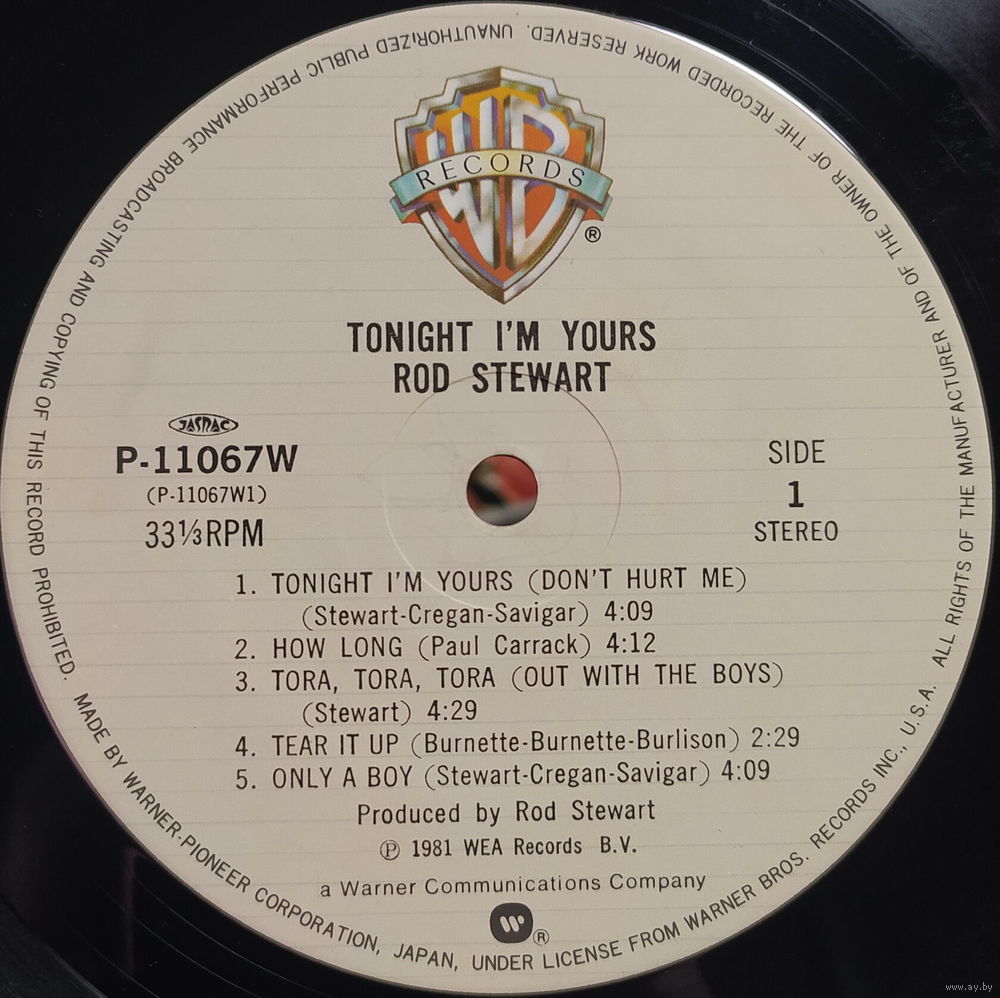 WB
RECORDS
®
TONIGHT I'M YOURS
ROD STEWART
JASRAC
P-11067W
(P-11067W1)
33⅓RPM
SIDE
1
STEREO
1. TONIGHT I'M YOURS (DON'T HURT ME)
(Stewart-Cregan-Savigar) 4:09
2. HOW LONG (Paul Carrack) 4:12
3. TORA, TORA, TORA (OUT WITH THE BOYS)
(Stewart) 4:29
4. TEAR IT UP (Burnette-Burnette-Burlison) 2:29
5. ONLY A BOY (Stewart-Cregan-Savigar) 4:09
Produced by Rod Stewart
℗ 1981 WEA Records B.V.
a Warner Communications Company
®
MADE BY WARNER-PIONEER CORPORATION, JAPAN, UNDER LICENSE FROM WARNER BROS. RECORDS INC., U.S.A. ALL RIGHTS OF THE MANUFACTURER AND OF THE OWNER OF THE RECORDED WORK RESERVED. UNAUTHORIZED PUBLIC PERFORMANCE BROADCASTING AND COPYING OF THIS RECORD PROHIBITED.
www.ay.by